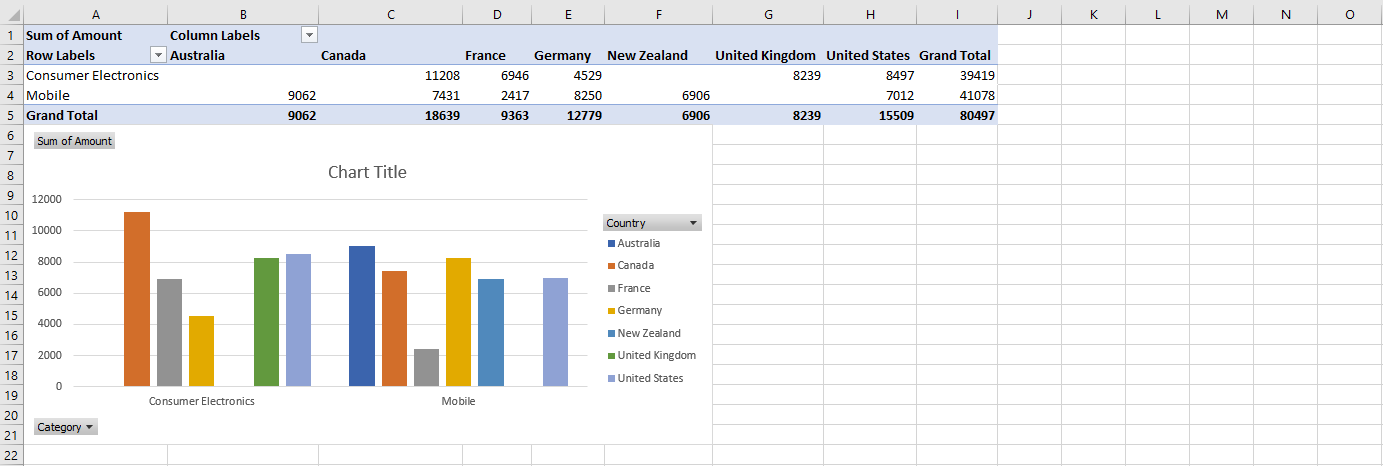 A B C D E F G H I J K L M N O
1 Sum of Amount Column Labels
2 Row Labels Australia Canada France Germany New Zealand United Kingdom United States Grand Total
3 Consumer Electronics 11208 6946 4529 8239 8497 39419
4 Mobile 9062 7431 2417 8250 6906 7012 41078
5 Grand Total 9062 18639 9363 12779 6906 8239 15509 80497
6 Sum of Amount
7
8 Chart Title
9 12000
10 10000 Country
11 Australia
12 8000 Canada
13
14 6000 France
15 Germany
16 4000 New Zealand
17 2000 United Kingdom
18 United States
19 0
20 Consumer Electronics Mobile
21 Category
22